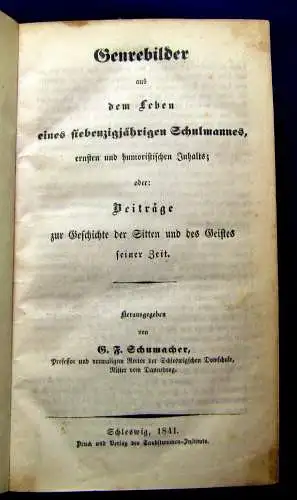 Genrebilder
aus
dem Leben
eines siebenzigjährigen Schulmannes,
ernsten und humoristischen Inhalts;
oder:
Beiträge
zur Geschichte der Sitten und des Geistes
seiner Zeit.
Herausgegeben
von
G. F. Schumacher,
Professor und vormaligem Rector der Schleswigschen Domschule,
Ritter vom Dannebrog.
Schleswig, 1841.
Druck und Verlag des Taubstummen-Instituts.